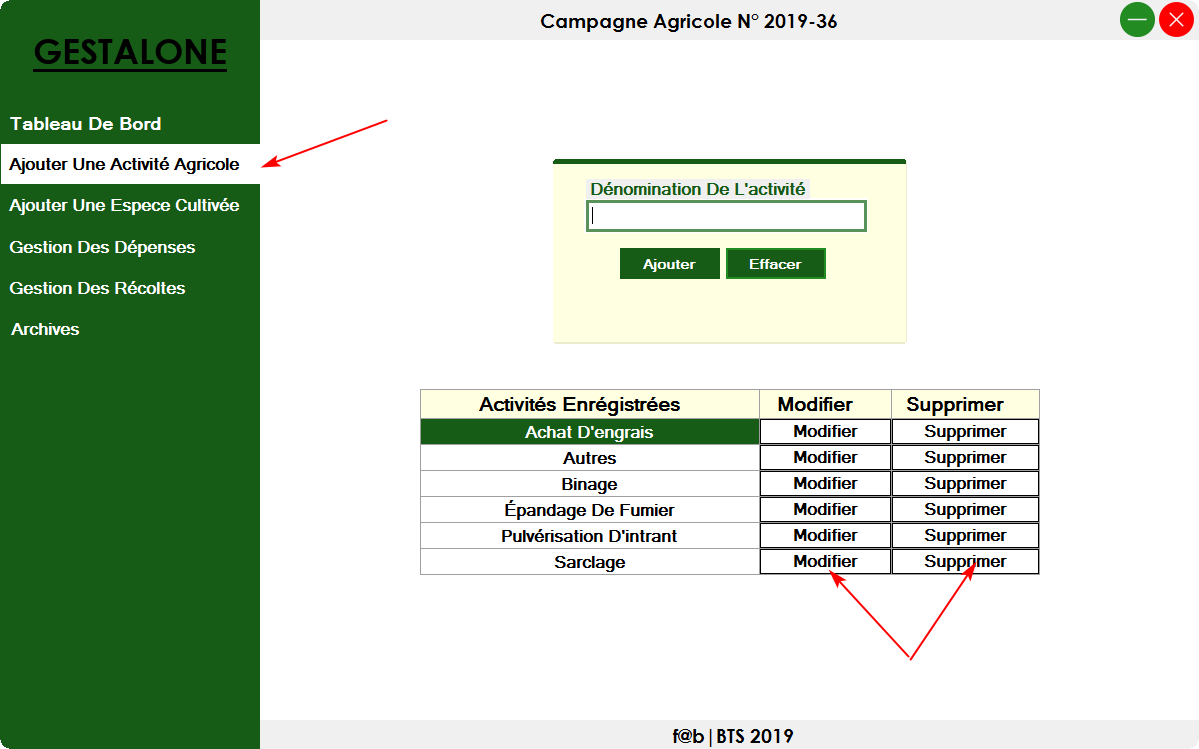 Campagne Agricole N° 2019-36
GESTALONE
Tableau De Bord
Ajouter Une Activité Agricole
Ajouter Une Espece Cultivée
Gestion Des Dépenses
Gestion Des Récoltes
Archives
Dénomination De L'activité
Ajouter Effacer
Activités Enrégistrées Modifier Supprimer
Achat D'engrais Modifier Supprimer
Autres Modifier Supprimer
Binage Modifier Supprimer
Épandage De Fumier Modifier Supprimer
Pulvérisation D'intrant Modifier Supprimer
Sarclage Modifier Supprimer
f@b|BTS 2019